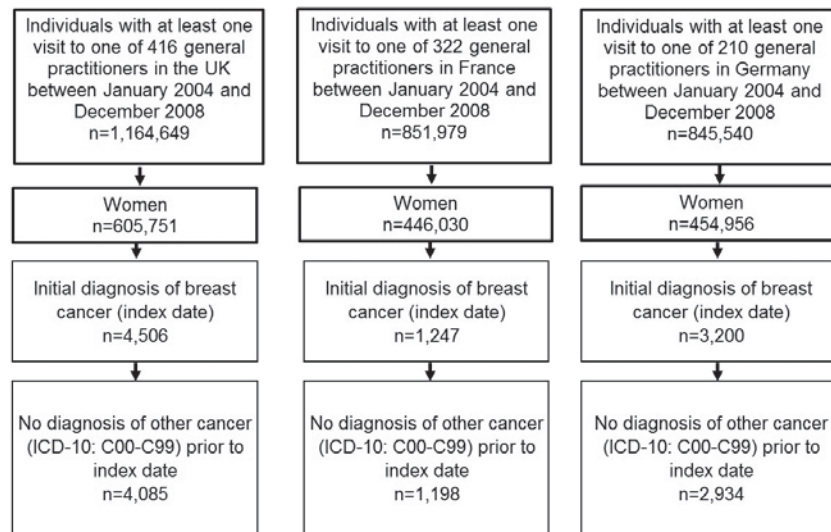 Individuals with at least one
visit to one of 416 general
practitioners in the UK
between January 2004 and
December 2008
n=1,164,649
Women
n=605,751
Initial diagnosis of breast
cancer (index date)
n=4,506
No diagnosis of other cancer
(ICD-10: C00-C99) prior to
index date
n=4,085
Individuals with at least one
visit to one of 322 general
practitioners in France
between January 2004 and
December 2008
n=851,979
Women
n=446,030
Initial diagnosis of breast
cancer (index date)
n=1,247
No diagnosis of other cancer
(ICD-10: C00-C99) prior to
index date
n=1,198
Individuals with at least one
visit to one of 210 general
practitioners in Germany
between January 2004 and
December 2008
n=845,540
Women
n=454,956
Initial diagnosis of breast
cancer (index date)
n=3,200
No diagnosis of other cancer
(ICD-10: C00-C99) prior to
index date
n=2,934